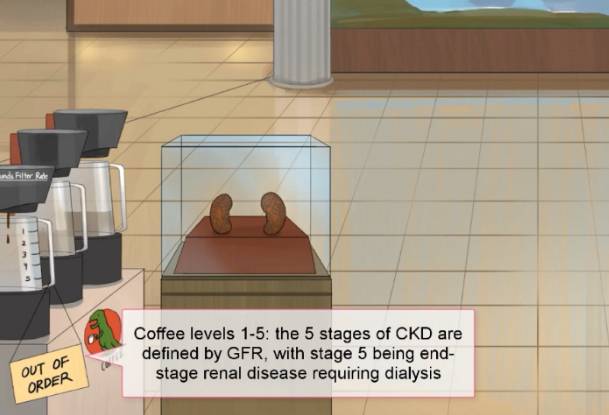 Filter Rate
1
2
3
4
5
Coffee levels 1-5: the 5 stages of CKD are
defined by GFR, with stage 5 being end-
stage renal disease requiring dialysis
OUT OF
ORDER